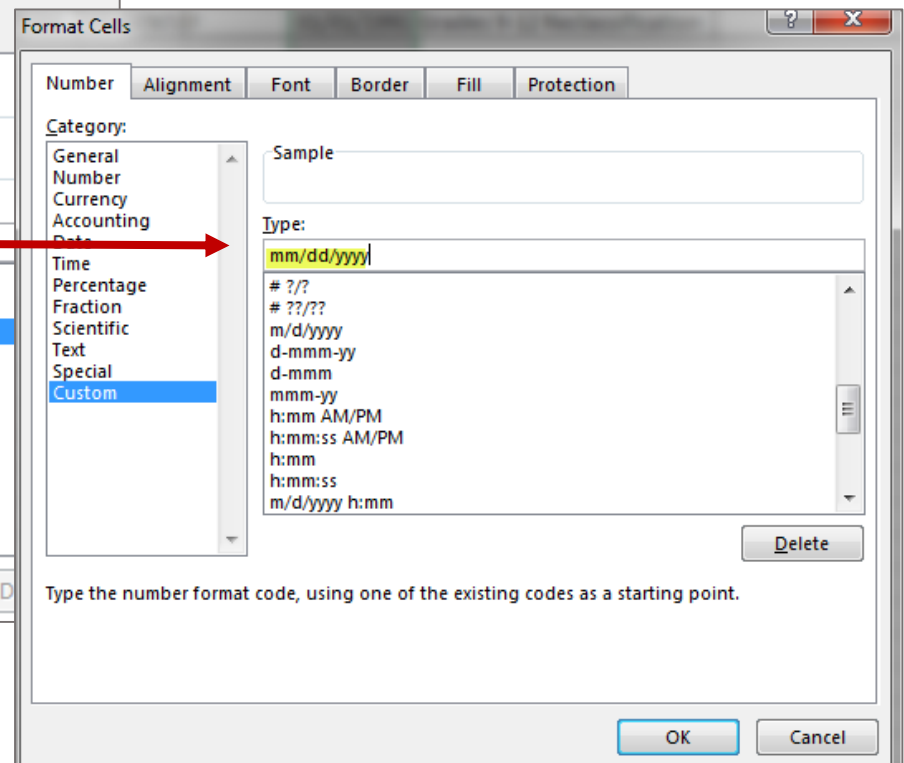 Format Cells
?
X
Number Alignment Font Border Fill Protection
Category:
General
Number
Currency
Accounting
Date
Time
Percentage
Fraction
Scientific
Text
Special
Custom
Sample
Type:
mm/dd/yyyy
# ?/?
# ??/??
m/d/yyyy
d-mmm-yy
d-mmm
mmm-yy
h:mm AM/PM
h:mm:ss AM/PM
h:mm
h:mm:ss
m/d/yyyy h:mm
Delete
D
Type the number format code, using one of the existing codes as a starting point.
OK Cancel